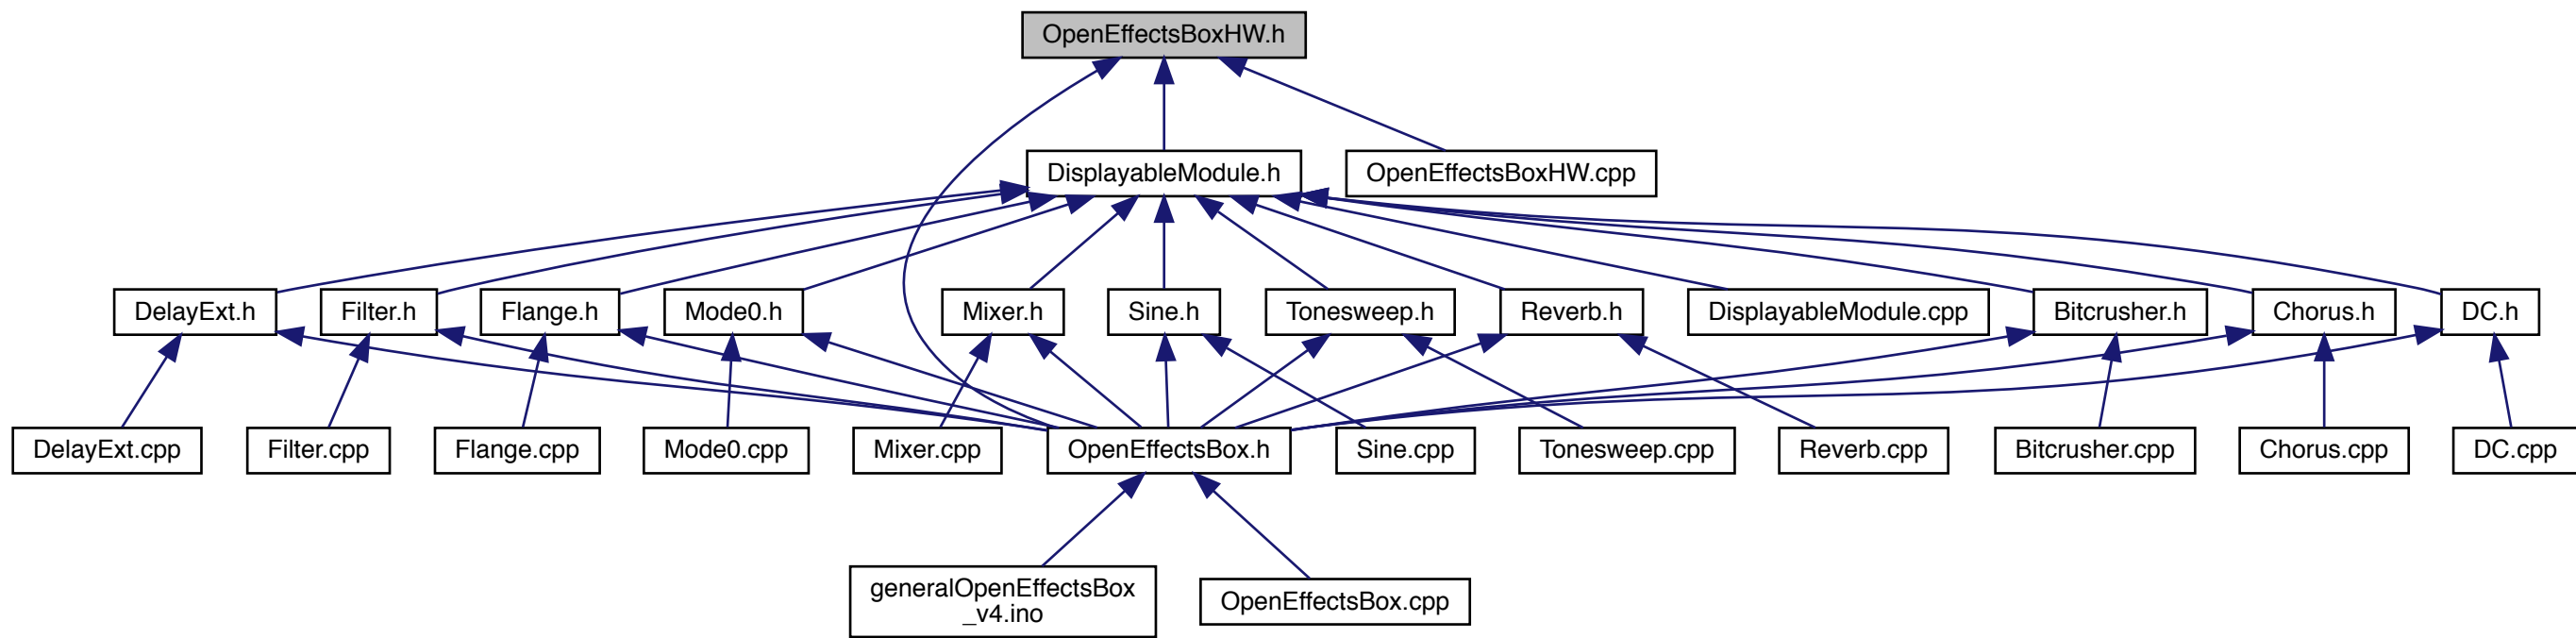 OpenEffectsBoxHW.h
DisplayableModule.h
OpenEffectsBoxHW.cpp
DelayExt.h
Filter.h
Flange.h
Mode0.h
Mixer.h
Sine.h
Tonesweep.h
Reverb.h
DisplayableModule.cpp
Bitcrusher.h
Chorus.h
DC.h
DelayExt.cpp
Filter.cpp
Flange.cpp
Mode0.cpp
Mixer.cpp
OpenEffectsBox.h
Sine.cpp
Tonesweep.cpp
Reverb.cpp
Bitcrusher.cpp
Chorus.cpp
DC.cpp
generalOpenEffectsBox
_v4.ino
OpenEffectsBox.cpp